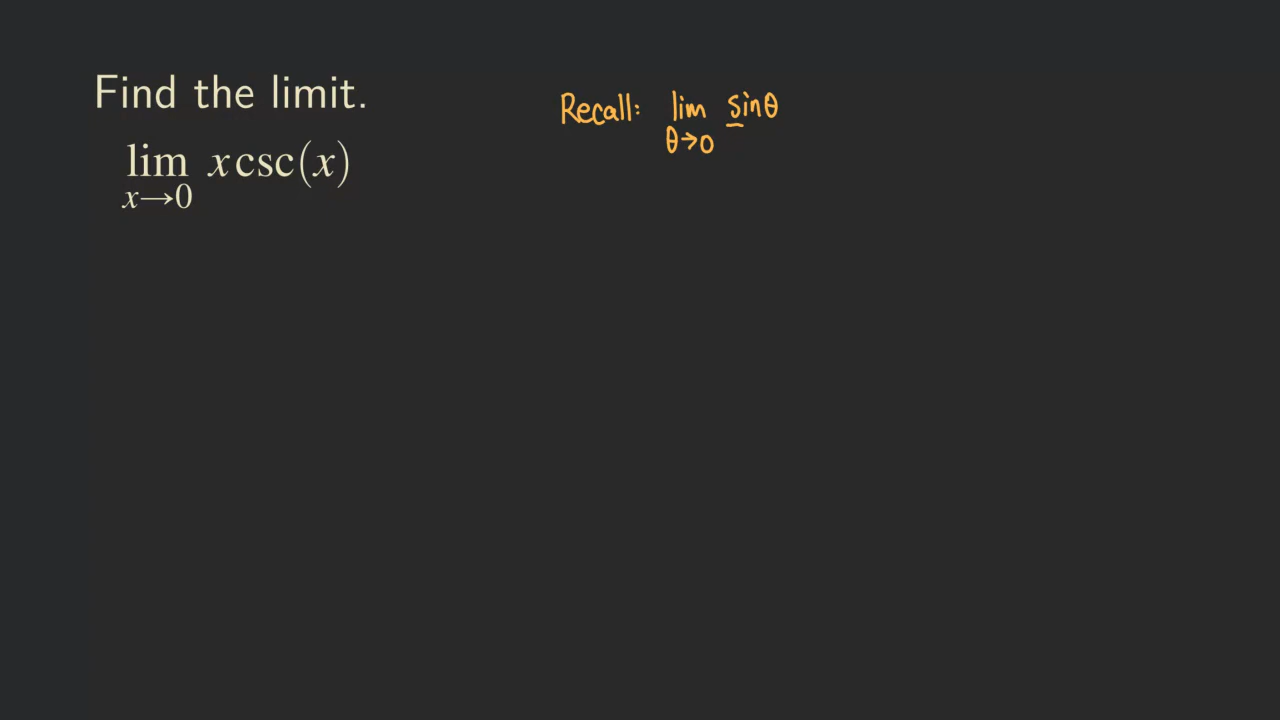 Find the limit.
lim x csc(x)
x→0
Recall: lim sinθ
θ→0